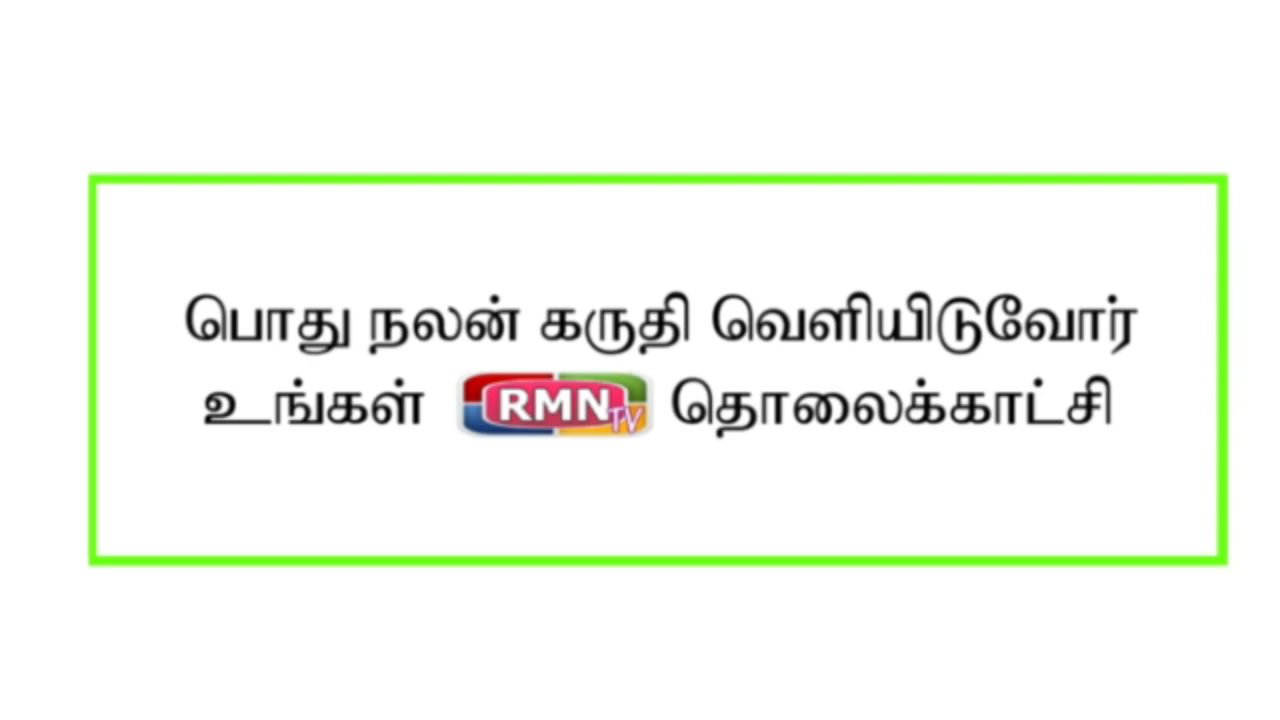 பொது நலன் கருதி வெளியிடுவோர்
உங்கள் RMN TV தொலைக்காட்சி